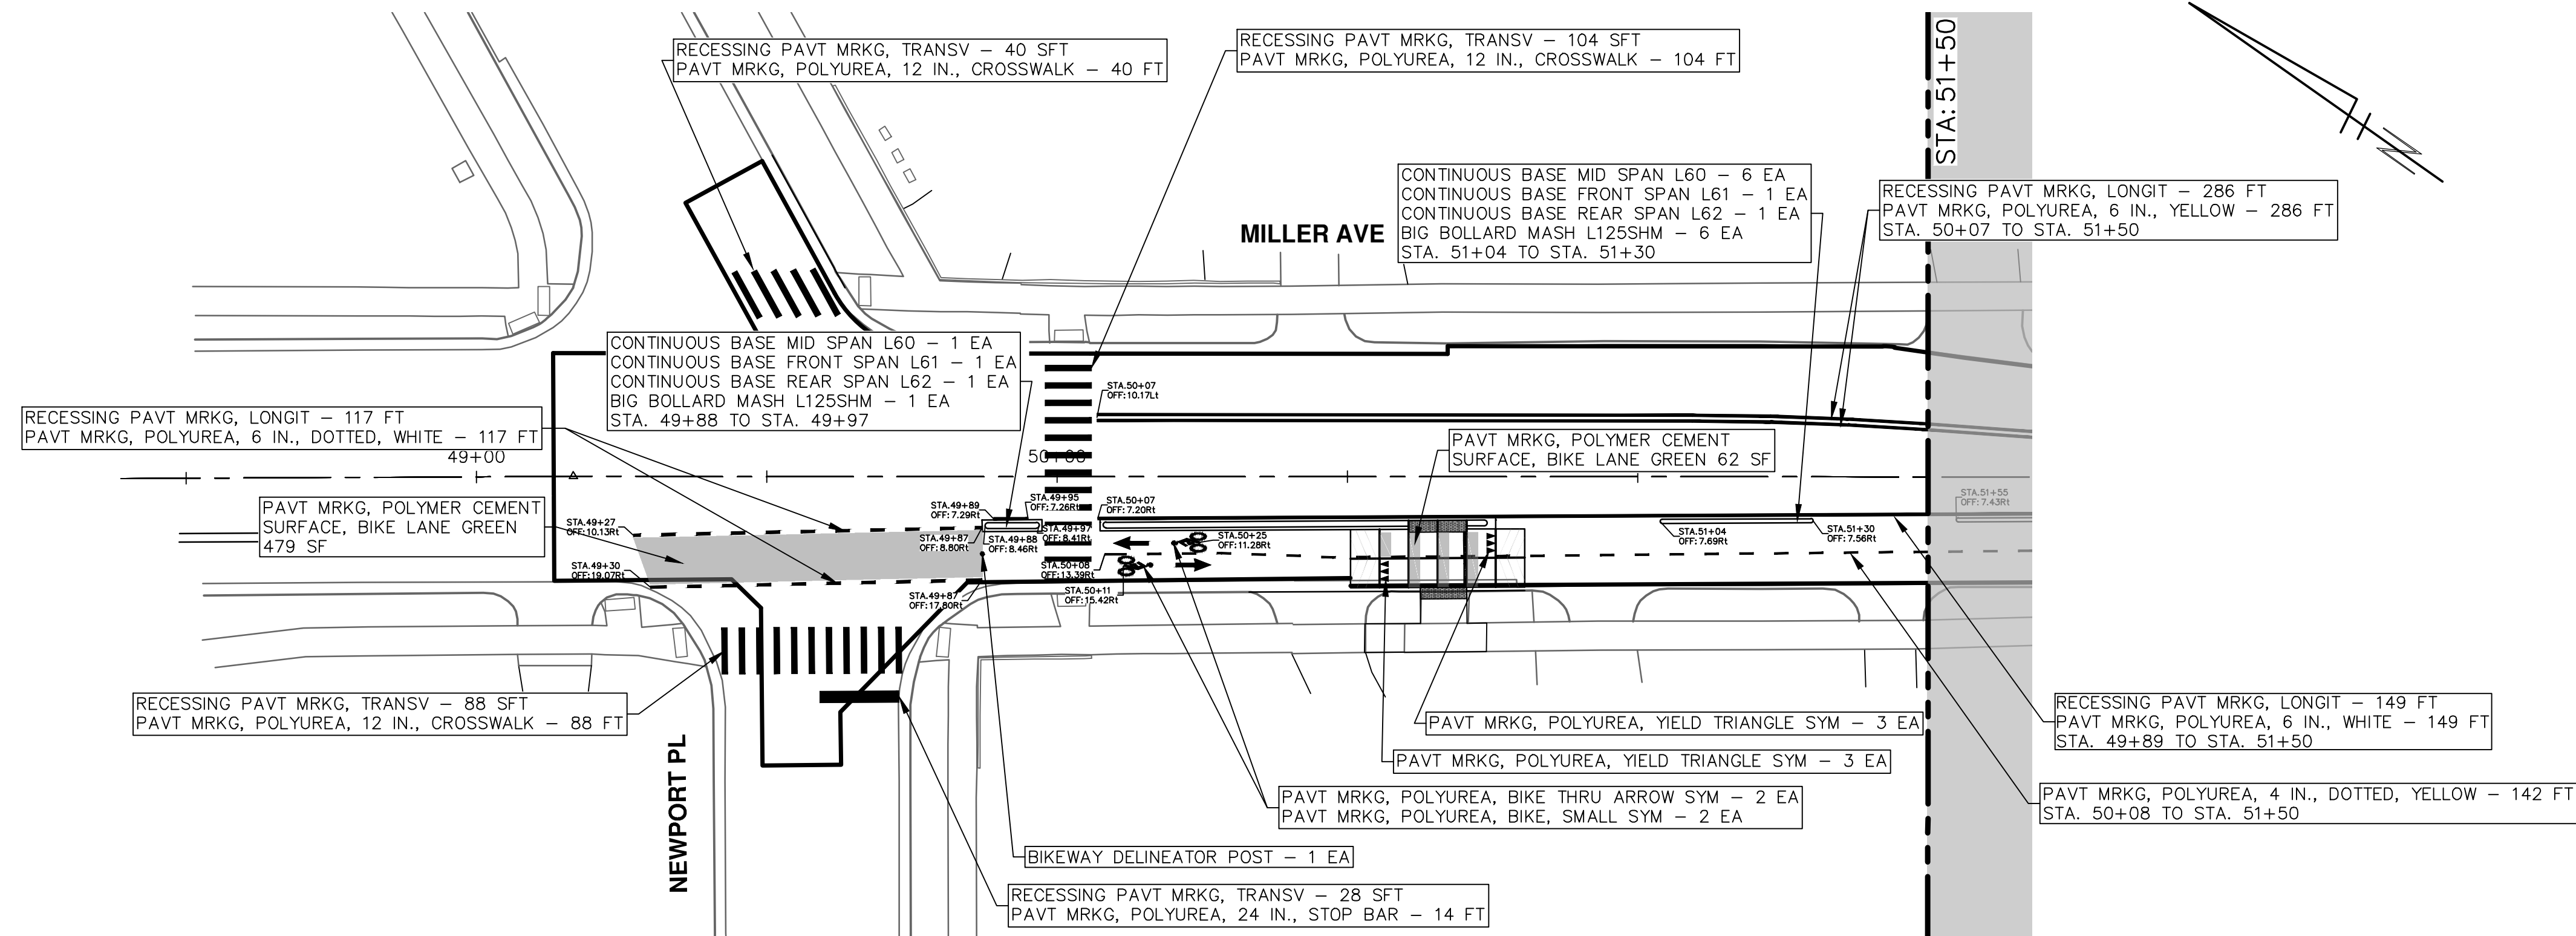 RECESSING PAVT MRKG, TRANSV – 40 SFT
PAVT MRKG, POLYUREA, 12 IN., CROSSWALK – 40 FT
RECESSING PAVT MRKG, TRANSV – 104 SFT
PAVT MRKG, POLYUREA, 12 IN., CROSSWALK – 104 FT
STA: 51+50
N
CONTINUOUS BASE MID SPAN L60 – 6 EA
CONTINUOUS BASE FRONT SPAN L61 – 1 EA
CONTINUOUS BASE REAR SPAN L62 – 1 EA
BIG BOLLARD MASH L125SHM – 6 EA
STA. 51+04 TO STA. 51+30
RECESSING PAVT MRKG, LONGIT – 286 FT
PAVT MRKG, POLYUREA, 6 IN., YELLOW – 286 FT
STA. 50+07 TO STA. 51+50
MILLER AVE
CONTINUOUS BASE MID SPAN L60 – 1 EA
CONTINUOUS BASE FRONT SPAN L61 – 1 EA
CONTINUOUS BASE REAR SPAN L62 – 1 EA
BIG BOLLARD MASH L125SHM – 1 EA
STA. 49+88 TO STA. 49+97
STA.50+07
OFF:10.17Lt
RECESSING PAVT MRKG, LONGIT – 117 FT
PAVT MRKG, POLYUREA, 6 IN., DOTTED, WHITE – 117 FT
49+00
50+00
PAVT MRKG, POLYMER CEMENT
SURFACE, BIKE LANE GREEN 62 SF
PAVT MRKG, POLYMER CEMENT
SURFACE, BIKE LANE GREEN
479 SF
STA.49+27
OFF:10.13Rt
STA.49+30
OFF:19.07Rt
STA.49+89
OFF:7.29Rt
STA.49+95
OFF:7.26Rt
STA.50+07
OFF:7.20Rt
STA.49+87
OFF:8.80Rt
STA.49+88
OFF:8.46Rt
STA.49+97
OFF:8.41Rt
STA.50+25
OFF:11.28Rt
STA.50+08
OFF:13.39Rt
STA.50+11
OFF:15.42Rt
STA.49+87
OFF:17.80Rt
STA.51+04
OFF:7.69Rt
STA.51+30
OFF:7.56Rt
STA.51+55
OFF: 7.43Rt
RECESSING PAVT MRKG, TRANSV – 88 SFT
PAVT MRKG, POLYUREA, 12 IN., CROSSWALK – 88 FT
NEWPORT PL
PAVT MRKG, POLYUREA, YIELD TRIANGLE SYM – 3 EA
PAVT MRKG, POLYUREA, YIELD TRIANGLE SYM – 3 EA
RECESSING PAVT MRKG, LONGIT – 149 FT
PAVT MRKG, POLYUREA, 6 IN., WHITE – 149 FT
STA. 49+89 TO STA. 51+50
PAVT MRKG, POLYUREA, BIKE THRU ARROW SYM – 2 EA
PAVT MRKG, POLYUREA, BIKE, SMALL SYM – 2 EA
PAVT MRKG, POLYUREA, 4 IN., DOTTED, YELLOW – 142 FT
STA. 50+08 TO STA. 51+50
BIKEWAY DELINEATOR POST – 1 EA
RECESSING PAVT MRKG, TRANSV – 28 SFT
PAVT MRKG, POLYUREA, 24 IN., STOP BAR – 14 FT